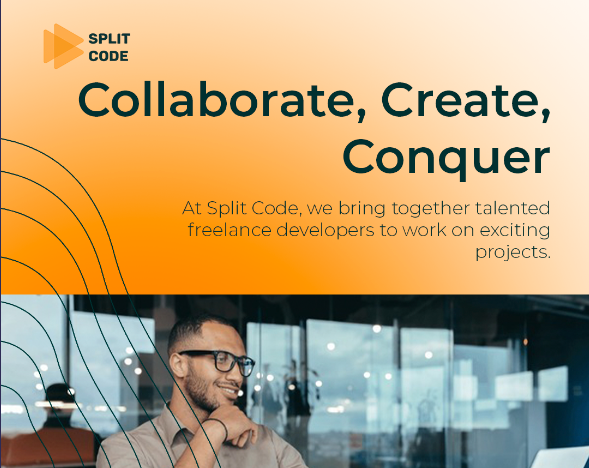 SPLIT
CODE
Collaborate, Create,
Conquer
At Split Code, we bring together talented
freelance developers to work on exciting
projects.